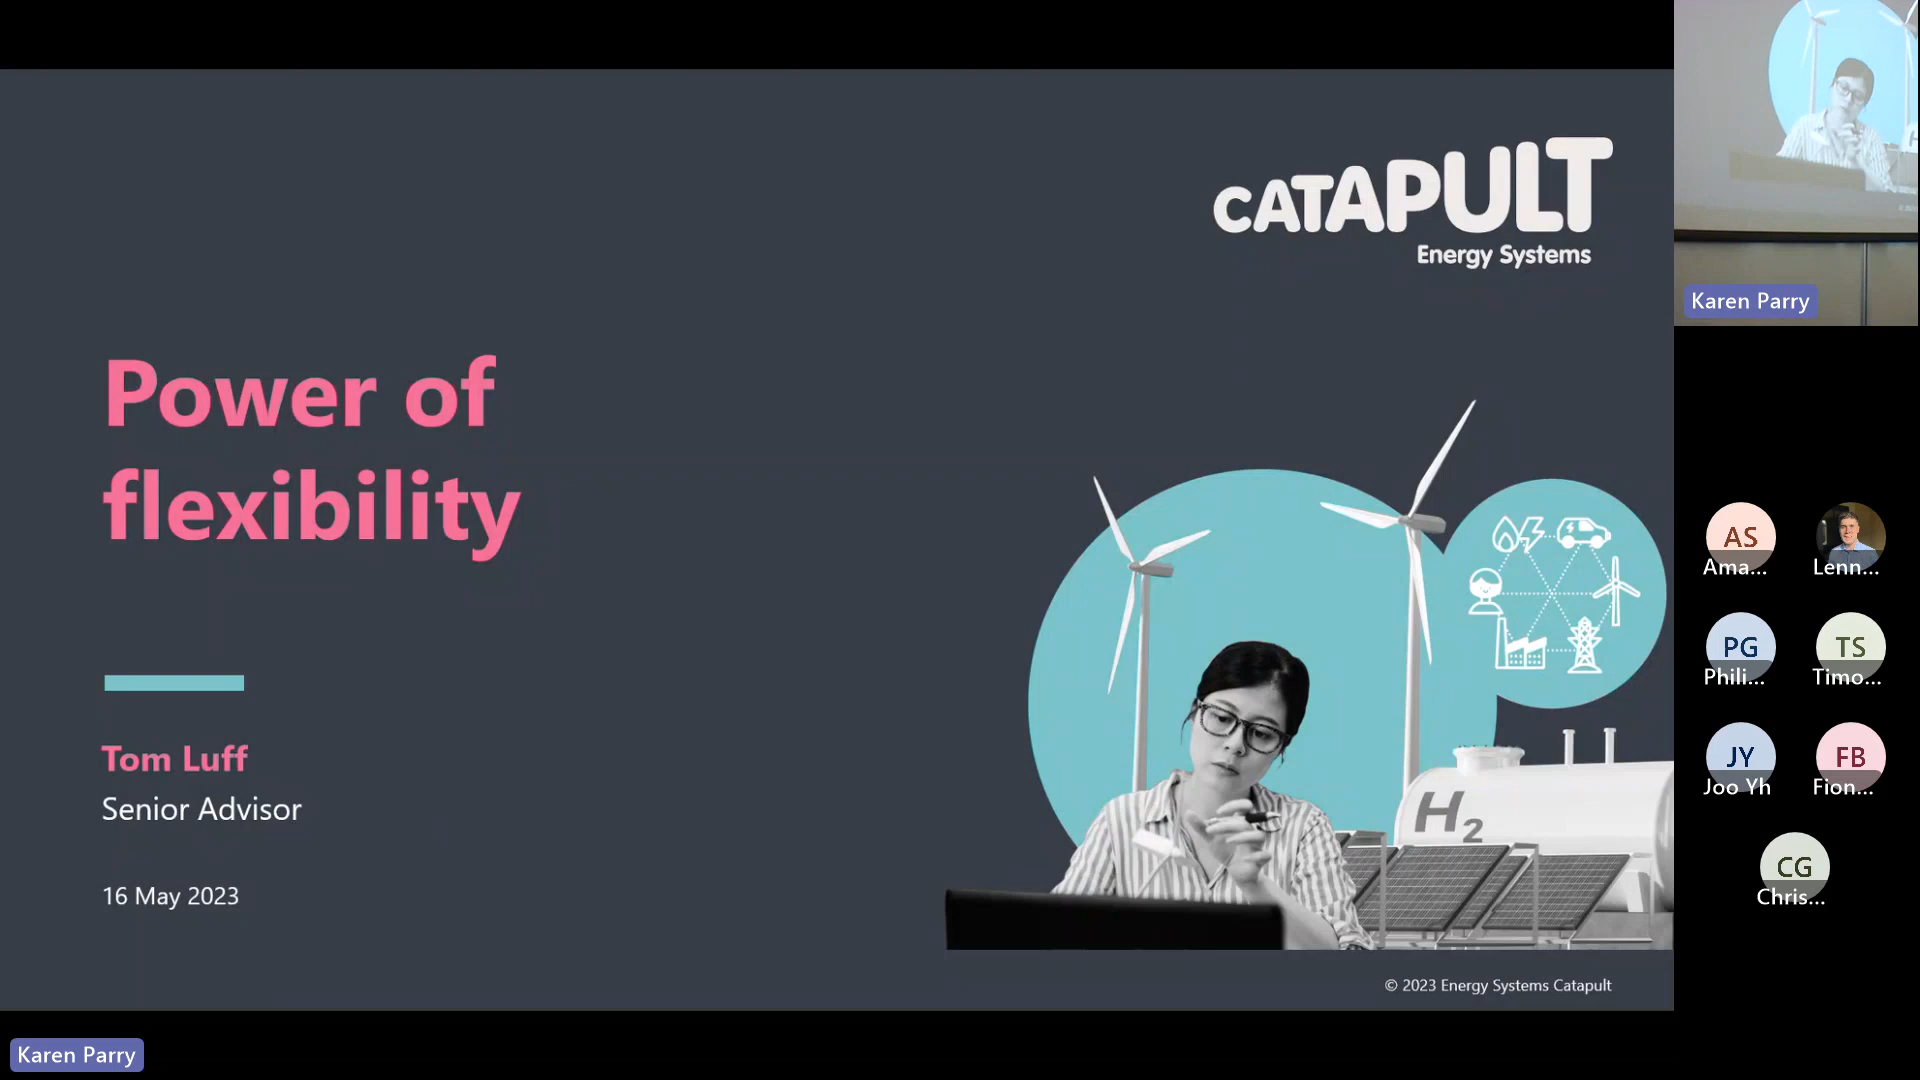 CATAPULT
Energy Systems
Power of
flexibility
Tom Luff
Senior Advisor
16 May 2023
H2
© 2023 Energy Systems Catapult
Karen Parry
Karen Parry
AS
Ama...
Lenn...
PG
Phili...
TS
Timo...
JY
Joo Yh
FB
Fion...
CG
Chris...